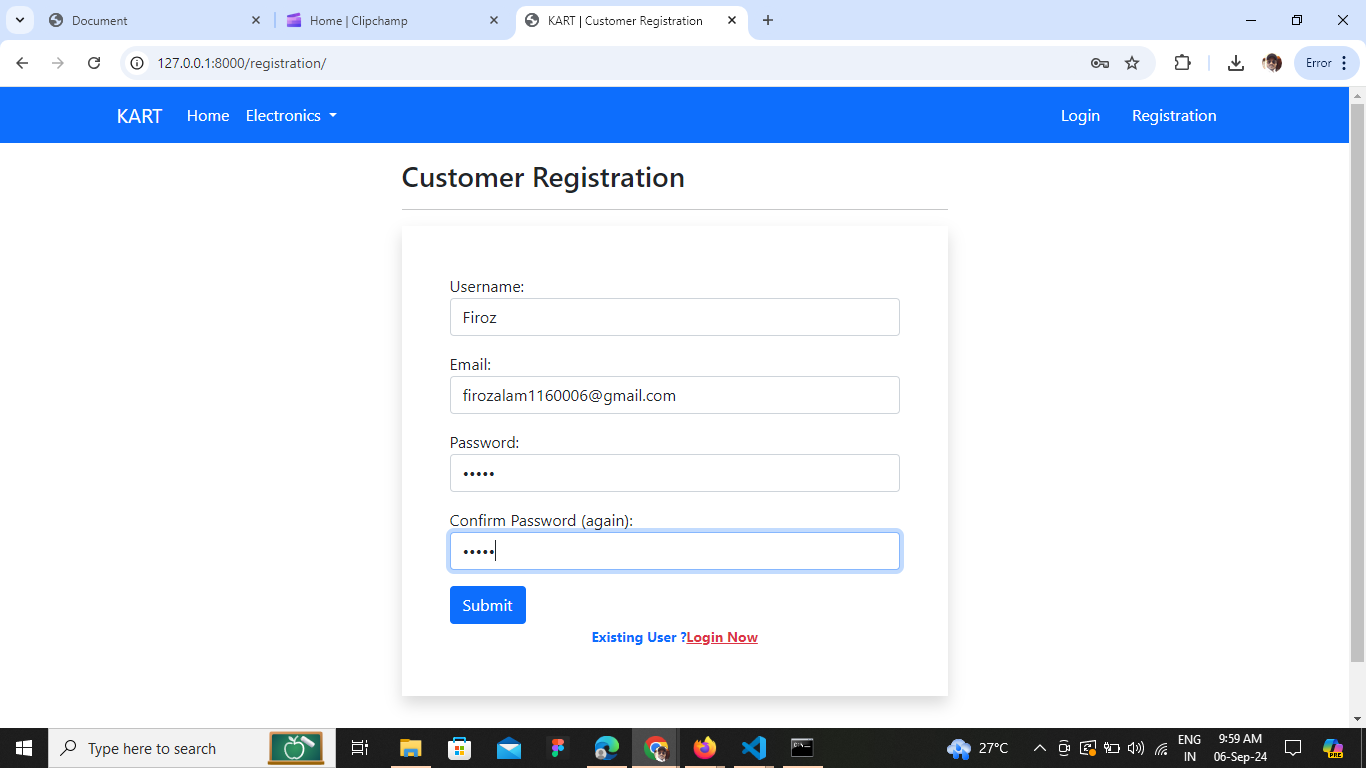 Document
Home | Clipchamp
KART | Customer Registration
127.0.0.1:8000/registration/
Error
KART Home Electronics Login Registration
Customer Registration
Username:
Firoz
Email:
firozalam1160006@gmail.com
Password:
•••••
Confirm Password (again):
•••••
Submit
Existing User ?Login Now
Type here to search
27°C
ENG
IN
9:59 AM
06-Sep-24
PRE